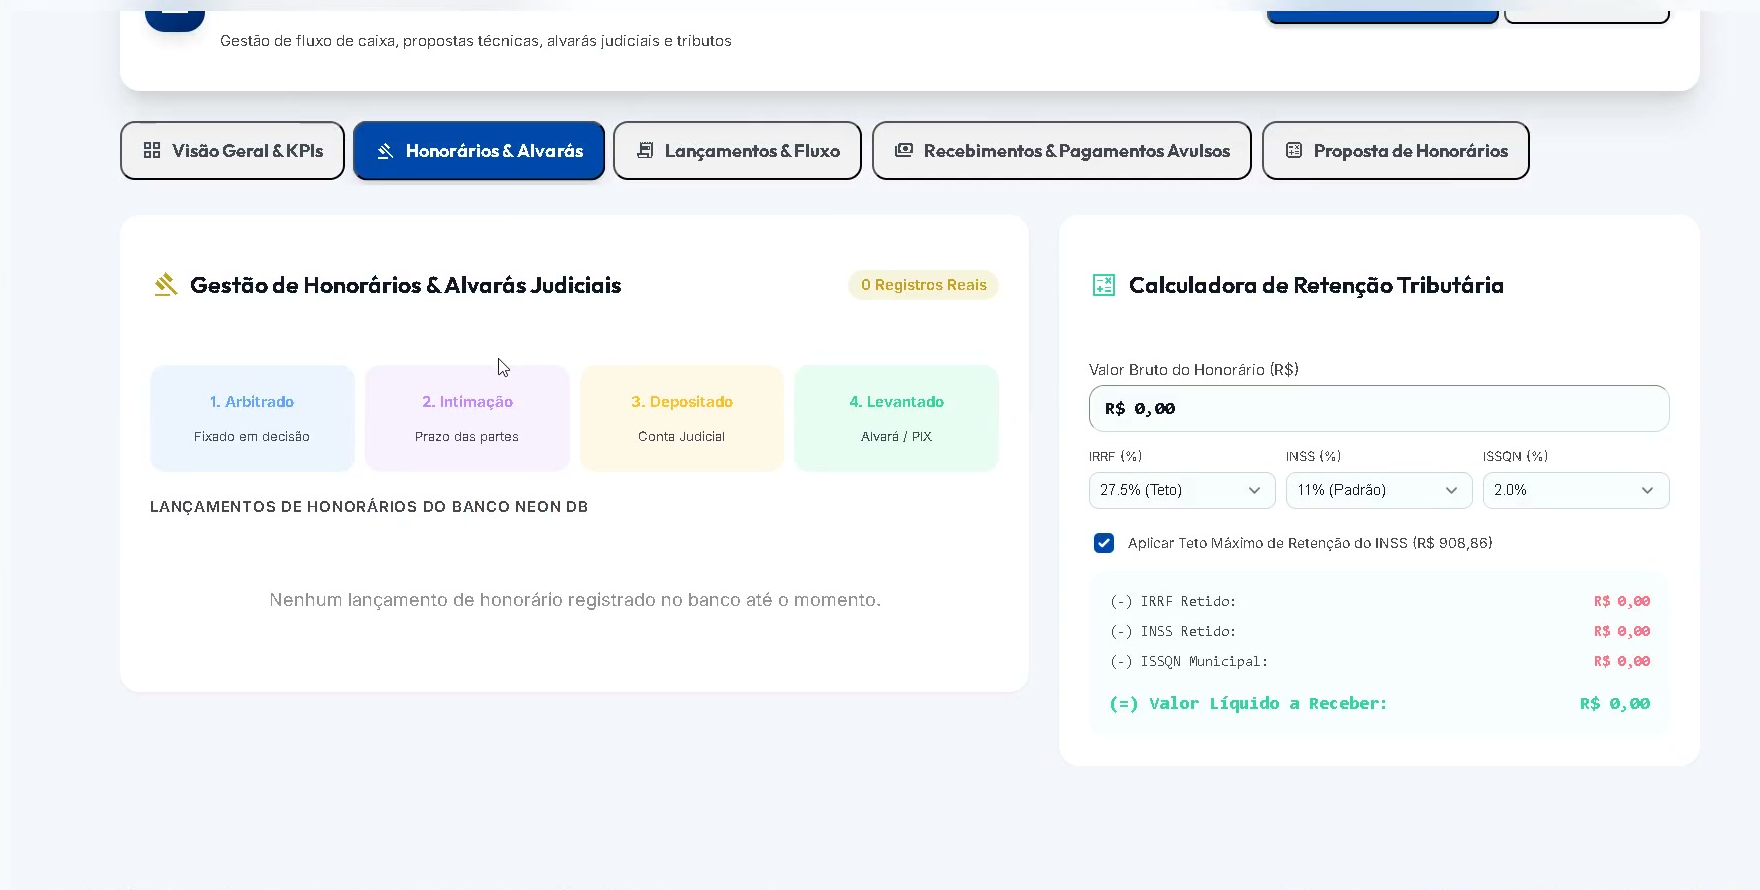 Gestão de fluxo de caixa, propostas técnicas, alvarás judiciais e tributos
Visão Geral & KPIs
Honorários & Alvarás
Lançamentos & Fluxo
Recebimentos & Pagamentos Avulsos
Proposta de Honorários
Gestão de Honorários & Alvarás Judiciais
0 Registros Reais
1. Arbitrado
Fixado em decisão
2. Intimação
Prazo das partes
3. Depositado
Conta Judicial
4. Levantado
Alvará / PIX
LANÇAMENTOS DE HONORÁRIOS DO BANCO NEON DB
Nenhum lançamento de honorário registrado no banco até o momento.
Calculadora de Retenção Tributária
Valor Bruto do Honorário (R$)
R$ 0,00
IRRF (%)
INSS (%)
ISSQN (%)
27.5% (Teto)
11% (Padrão)
2.0%
Aplicar Teto Máximo de Retenção do INSS (R$ 908,86)
(-) IRRF Retido: R$ 0,00
(-) INSS Retido: R$ 0,00
(-) ISSQN Municipal: R$ 0,00
(=) Valor Líquido a Receber: R$ 0,00